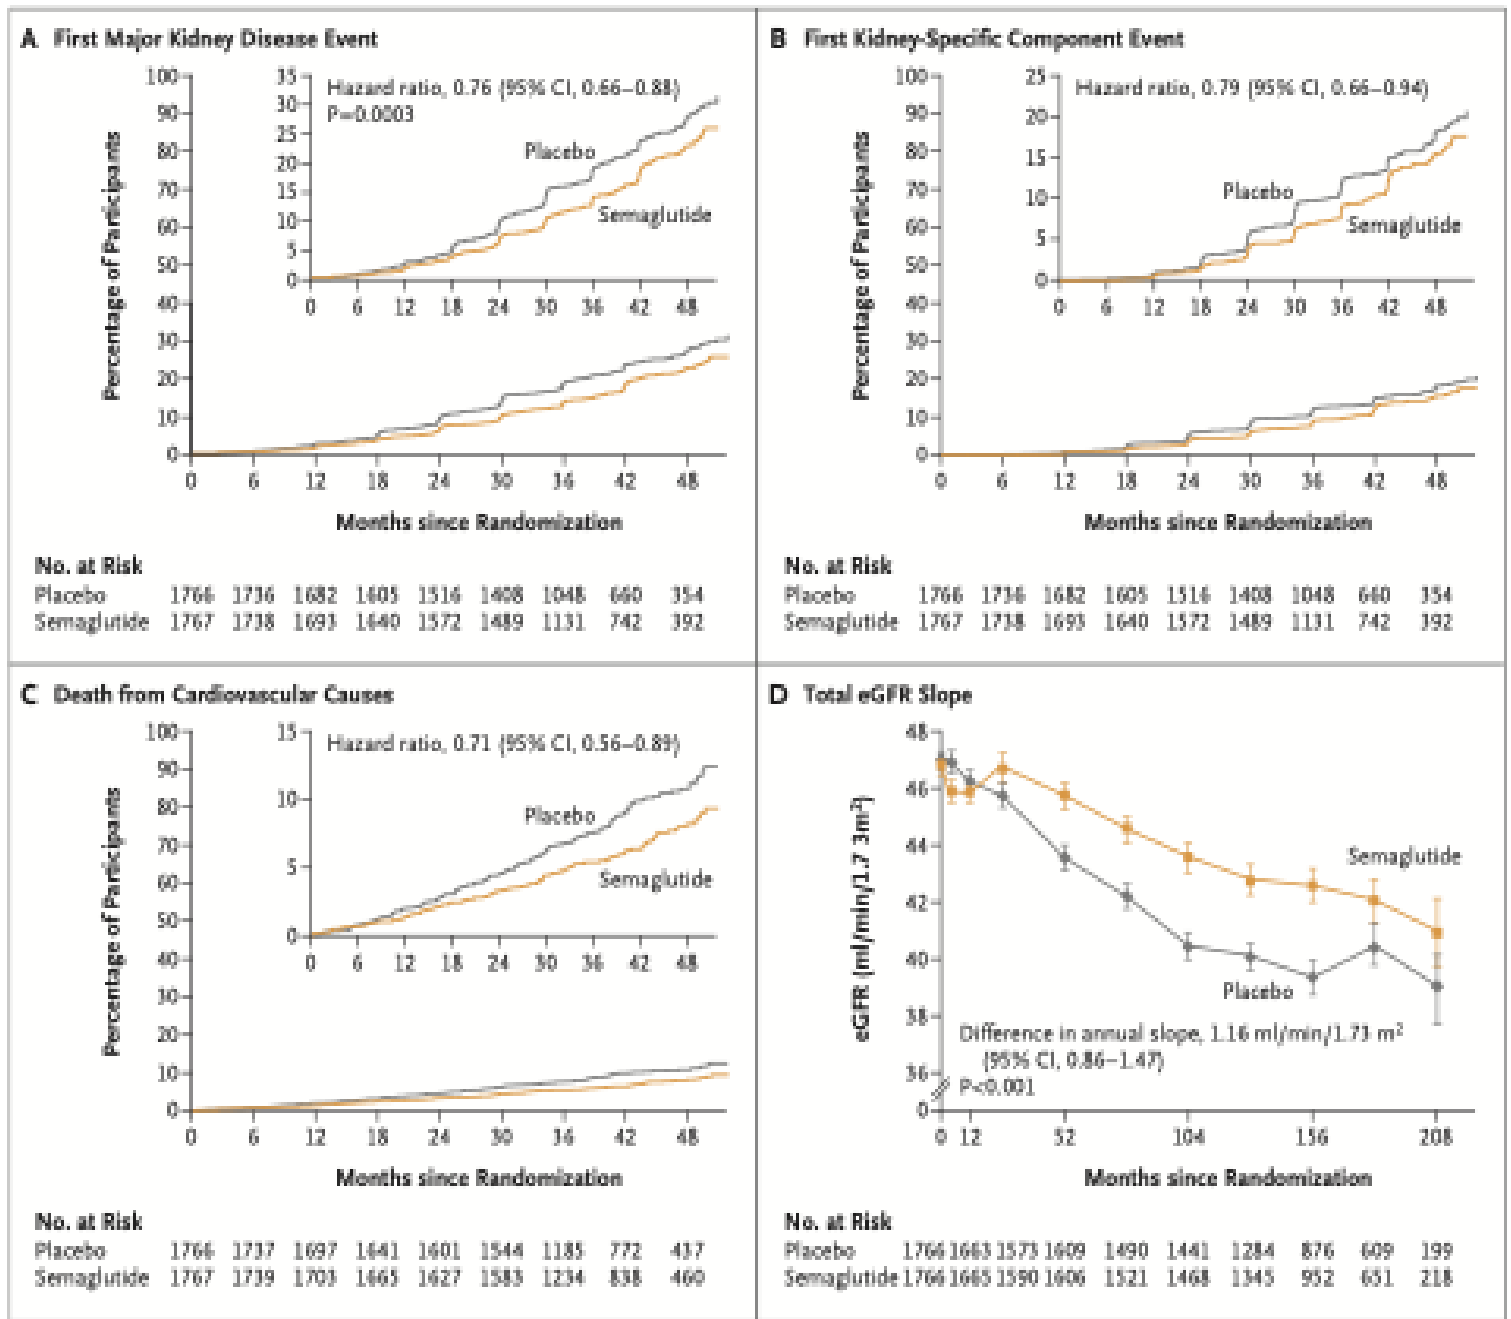 A First Major Kidney Disease Event
Percentage of Participants
100
90
80
70
60
50
40
30
20
10
0
35
30
25
20
15
10
5
0
Hazard ratio, 0.76 (95% CI, 0.66–0.88)
P=0.0003
Placebo
Semaglutide
0 6 12 18 24 30 36 42 48
0 6 12 18 24 30 36 42 48
Months since Randomization
No. at Risk
Placebo 1766 1736 1682 1605 1516 1408 1048 660 354
Semaglutide 1767 1738 1693 1640 1572 1489 1131 742 392
B First Kidney-Specific Component Event
Percentage of Participants
100
90
80
70
60
50
40
30
20
10
0
25
20
15
10
5
0
Hazard ratio, 0.79 (95% CI, 0.66–0.94)
Placebo
Semaglutide
0 6 12 18 24 30 36 42 48
0 6 12 18 24 30 36 42 48
Months since Randomization
No. at Risk
Placebo 1766 1736 1682 1605 1516 1408 1048 660 354
Semaglutide 1767 1738 1693 1640 1572 1489 1131 742 392
C Death from Cardiovascular Causes
Percentage of Participants
100
90
80
70
60
50
40
30
20
10
0
15
10
5
0
Hazard ratio, 0.71 (95% CI, 0.56–0.89)
Placebo
Semaglutide
0 6 12 18 24 30 36 42 48
0 6 12 18 24 30 36 42 48
Months since Randomization
No. at Risk
Placebo 1766 1737 1697 1641 1601 1544 1185 772 437
Semaglutide 1767 1739 1703 1665 1627 1583 1234 838 460
D Total eGFR Slope
eGFR (ml/min/1.7 3m²)
48
46
44
42
40
38
36
0
Semaglutide
Placebo
Difference in annual slope, 1.16 ml/min/1.73 m²
(95% CI, 0.86–1.47)
P<0.001
0 12 52 104 156 208
Months since Randomization
No. at Risk
Placebo 1766 1663 1573 1609 1490 1441 1284 876 609 199
Semaglutide 1766 1665 1590 1606 1521 1468 1345 952 651 218